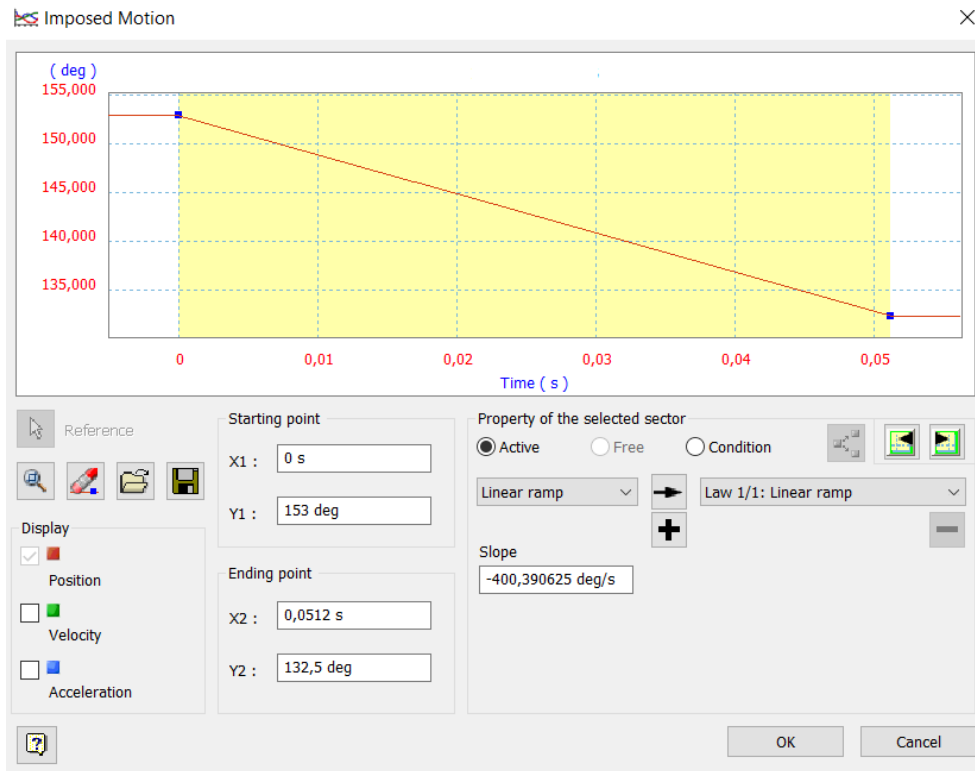 Imposed Motion
( deg )
155,000
150,000
145,000
140,000
135,000
0 0,01 0,02 0,03 0,04 0,05
Time ( s )
Reference
Display
Position
Velocity
Acceleration
Starting point
X1 : 0 s
Y1 : 153 deg
Ending point
X2 : 0,0512 s
Y2 : 132,5 deg
Property of the selected sector
Active Free Condition
Linear ramp Law 1/1: Linear ramp
Slope
-400,390625 deg/s
?
OK Cancel